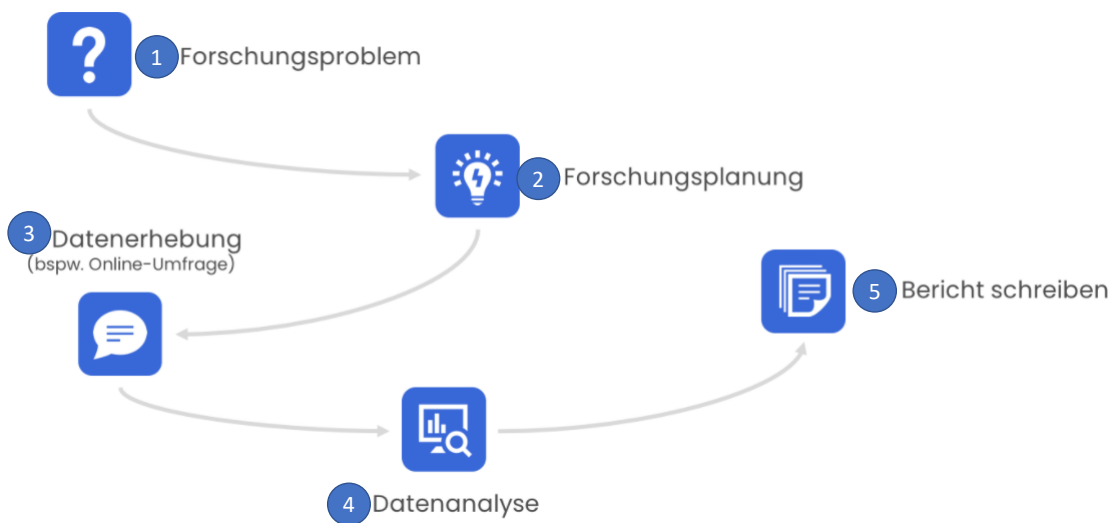 1 Forschungsproblem
2 Forschungsplanung
3 Datenerhebung
(bspw. Online-Umfrage)
4 Datenanalyse
5 Bericht schreiben